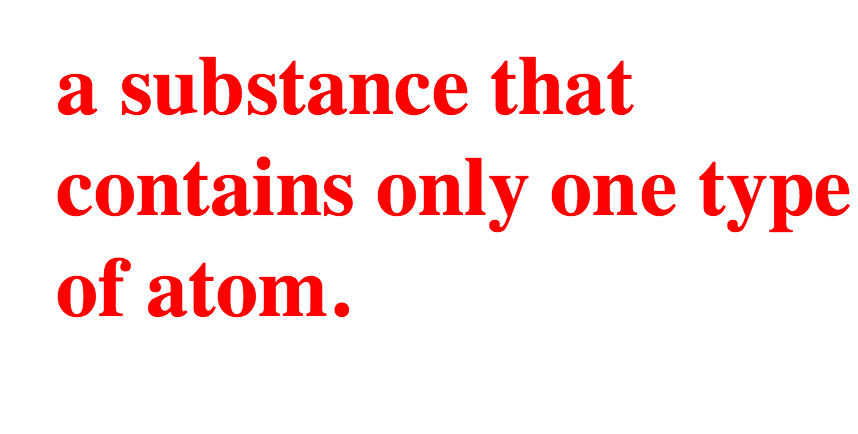 a substance that
contains only one type
of atom.